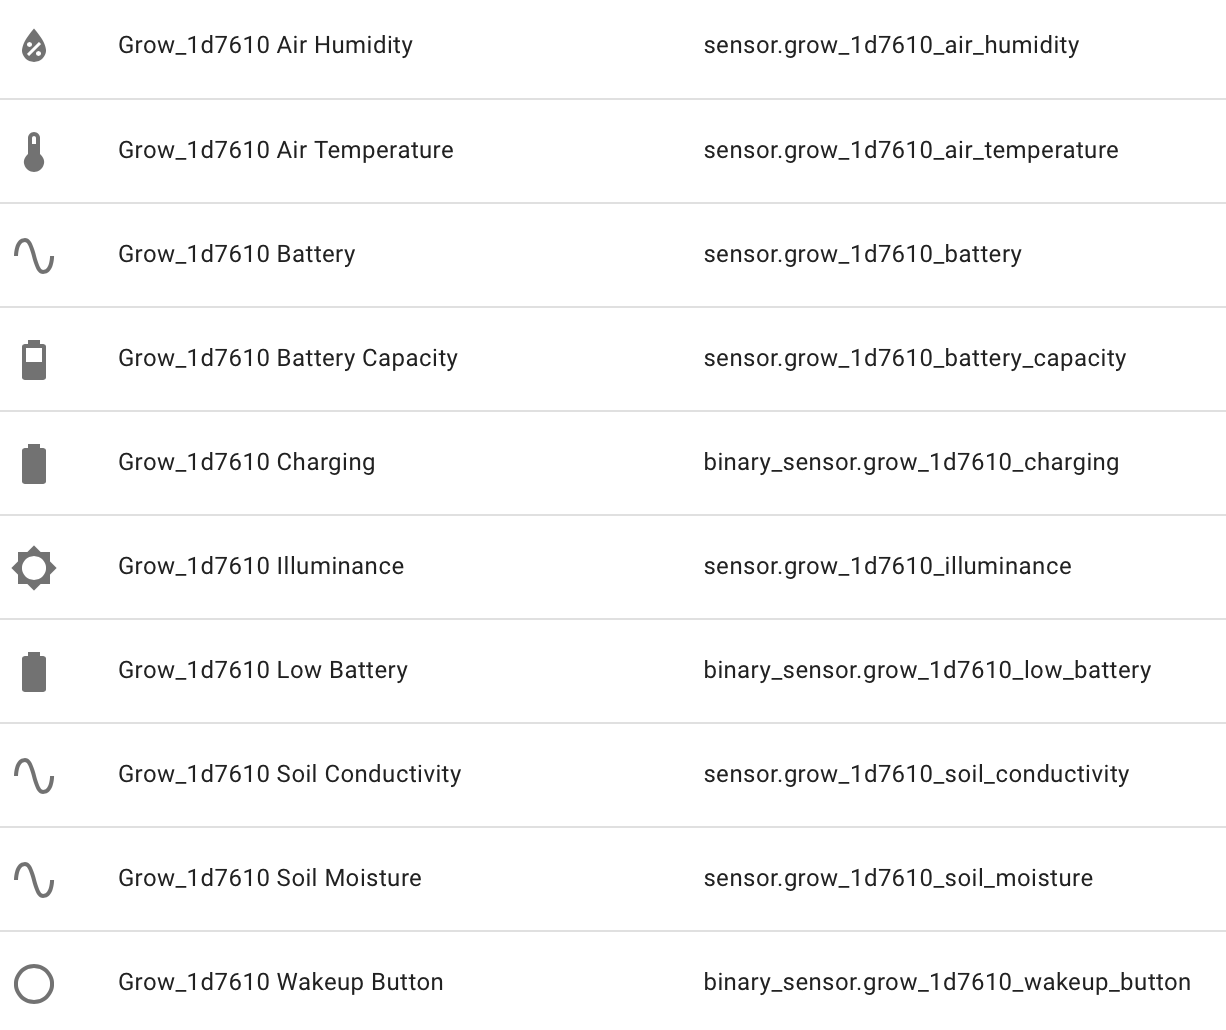 Grow_1d7610 Air Humidity sensor.grow_1d7610_air_humidity
Grow_1d7610 Air Temperature sensor.grow_1d7610_air_temperature
Grow_1d7610 Battery sensor.grow_1d7610_battery
Grow_1d7610 Battery Capacity sensor.grow_1d7610_battery_capacity
Grow_1d7610 Charging binary_sensor.grow_1d7610_charging
Grow_1d7610 Illuminance sensor.grow_1d7610_illuminance
Grow_1d7610 Low Battery binary_sensor.grow_1d7610_low_battery
Grow_1d7610 Soil Conductivity sensor.grow_1d7610_soil_conductivity
Grow_1d7610 Soil Moisture sensor.grow_1d7610_soil_moisture
Grow_1d7610 Wakeup Button binary_sensor.grow_1d7610_wakeup_button